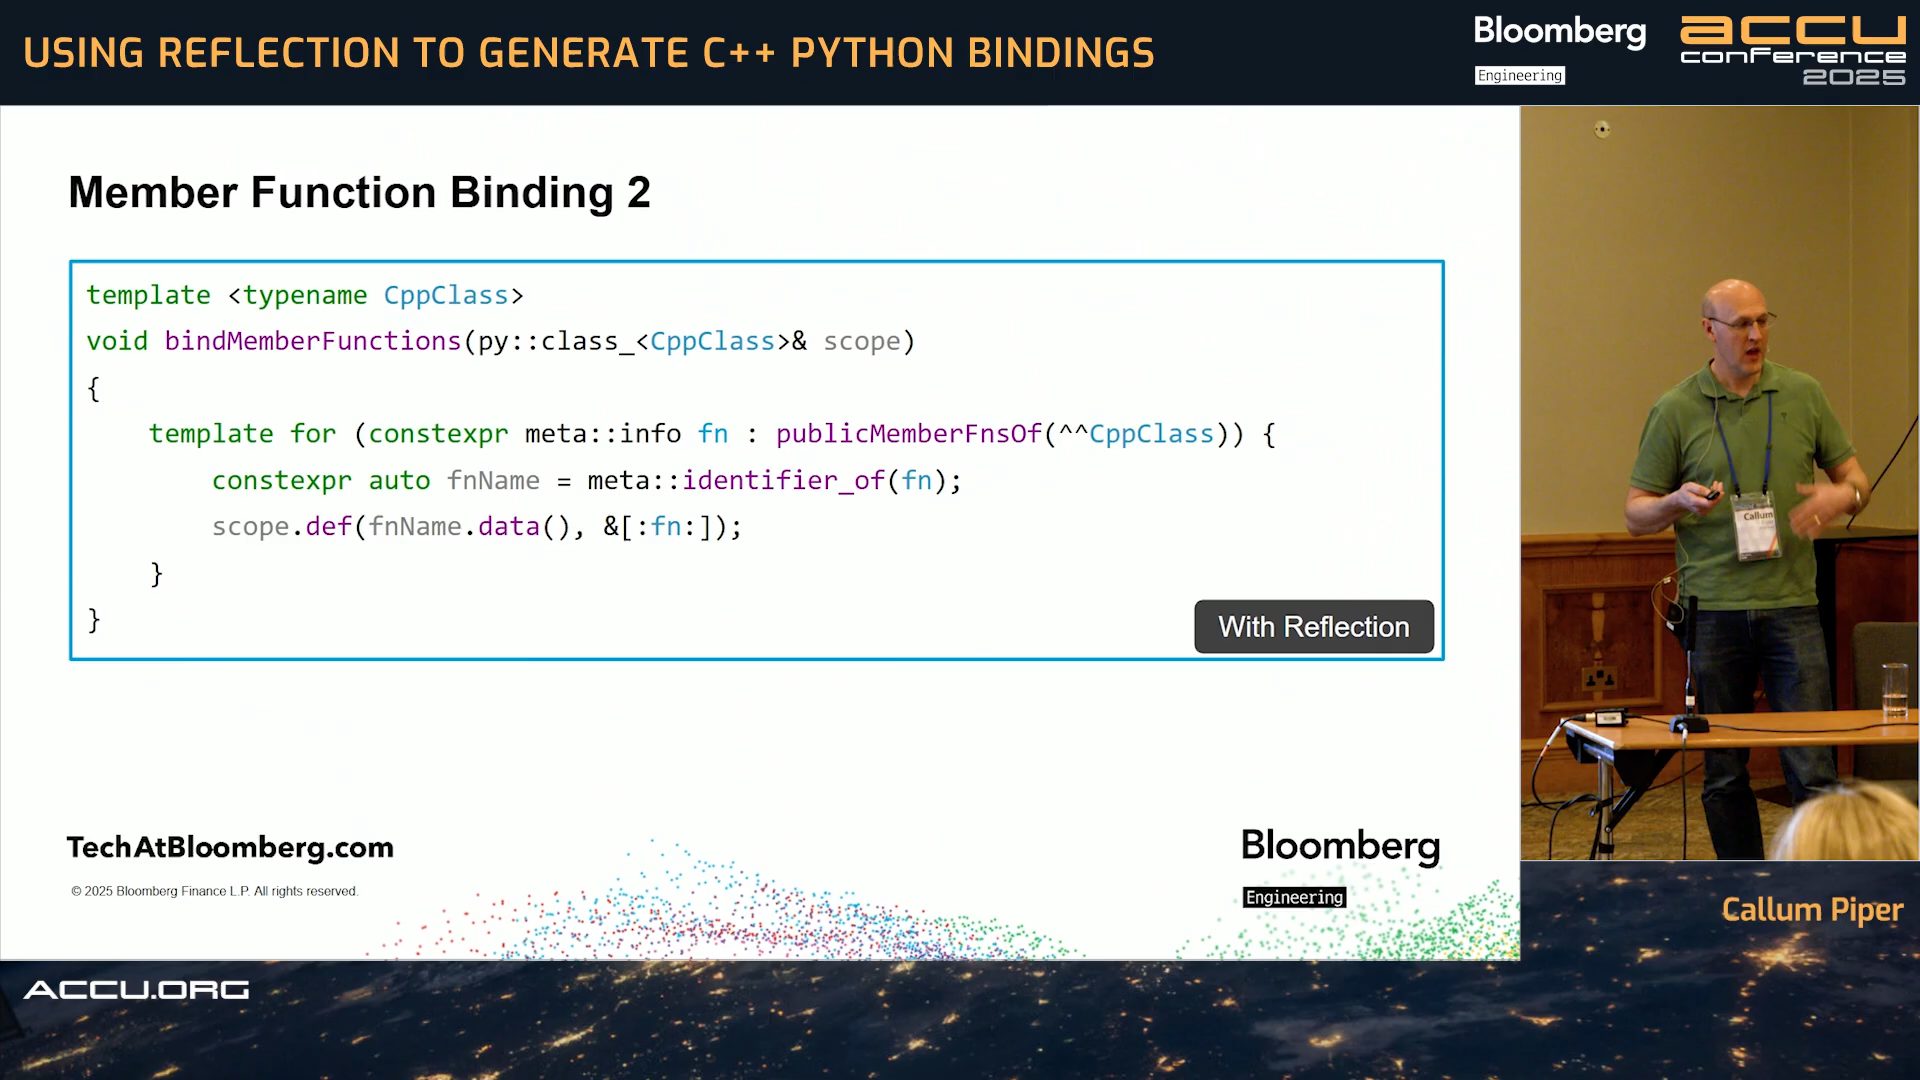 USING REFLECTION TO GENERATE C++ PYTHON BINDINGS
Bloomberg
Engineering
accu
conference
2025
Member Function Binding 2
template <typename CppClass>
void bindMemberFunctions(py::class_<CppClass>& scope)
{
    template for (constexpr meta::info fn : publicMemberFnsOf(^^CppClass)) {
        constexpr auto fnName = meta::identifier_of(fn);
        scope.def(fnName.data(), &[:fn:]);
    }
}
With Reflection
Callum
TechAtBloomberg.com
© 2025 Bloomberg Finance L.P. All rights reserved.
Bloomberg
Engineering
Callum Piper
ACCU.ORG